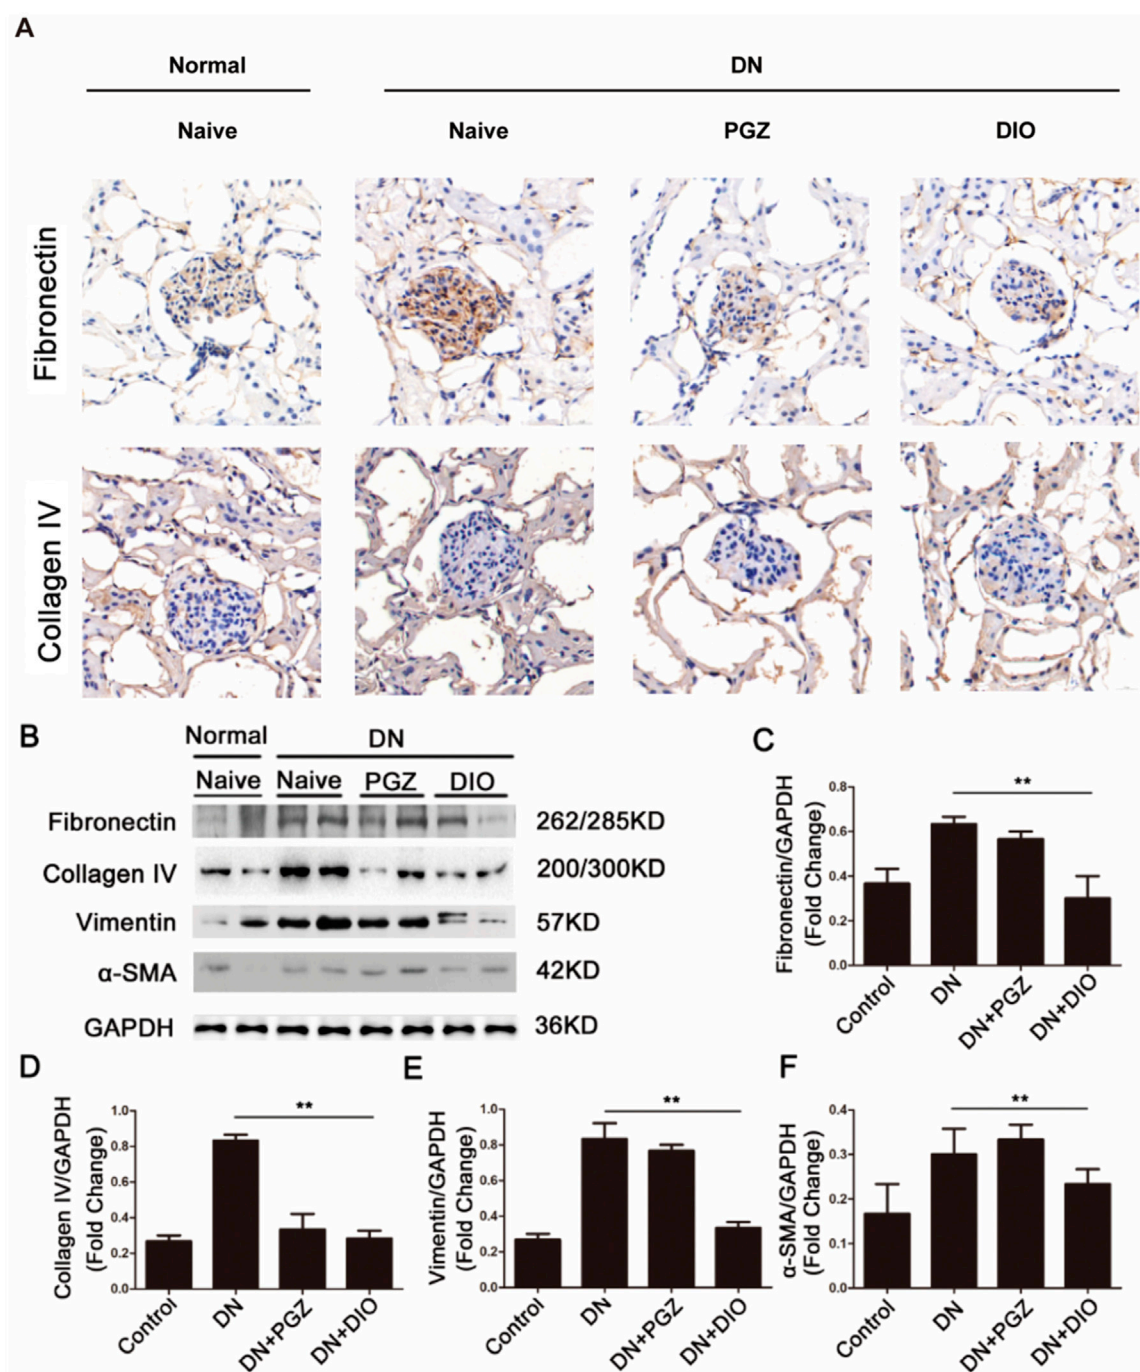 A
Normal
DN
Naive
Naive
PGZ
DIO
Fibronectin
Collagen IV
B
Normal
DN
Naive
Naive
PGZ
DIO
Fibronectin
262/285KD
Collagen IV
200/300KD
Vimentin
57KD
α-SMA
42KD
GAPDH
36KD
C
Fibronectin/GAPDH
(Fold Change)
0.8
0.6
0.4
0.2
0.0
**
Control
DN
DN+PGZ
DN+DIO
D
Collagen IV/GAPDH
(Fold Change)
1.0
0.8
0.6
0.4
0.2
0.0
**
Control
DN
DN+PGZ
DN+DIO
E
Vimentin/GAPDH
(Fold Change)
1.0
0.8
0.6
0.4
0.2
0.0
**
Control
DN
DN+PGZ
DN+DIO
F
α-SMA/GAPDH
(Fold Change)
0.4
0.3
0.2
0.1
0.0
**
Control
DN
DN+PGZ
DN+DIO